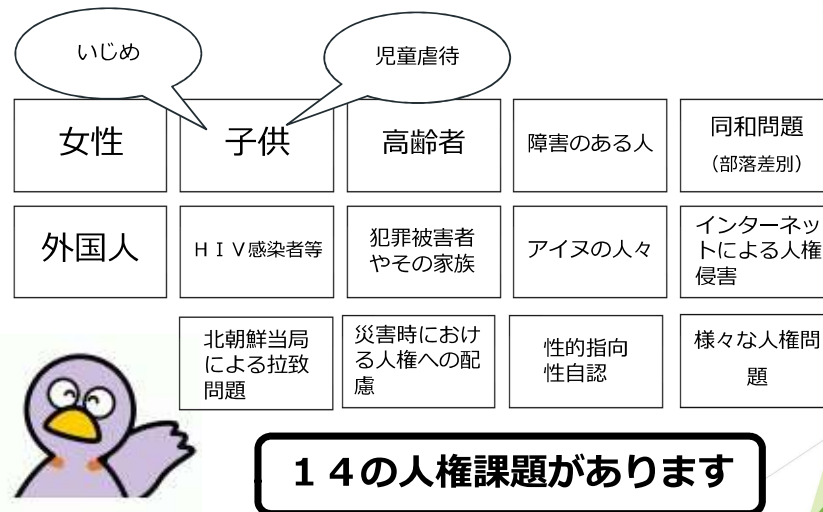 いじめ
児童虐待
女性
子供
高齢者
障害のある人
同和問題
（部落差別）
外国人
ＨＩＶ感染者等
犯罪被害者
やその家族
アイヌの人々
インターネッ
トによる人権
侵害
北朝鮮当局
による拉致
問題
災害時におけ
る人権への配
慮
性的指向
性自認
様々な人権問
題
１４の人権課題があります